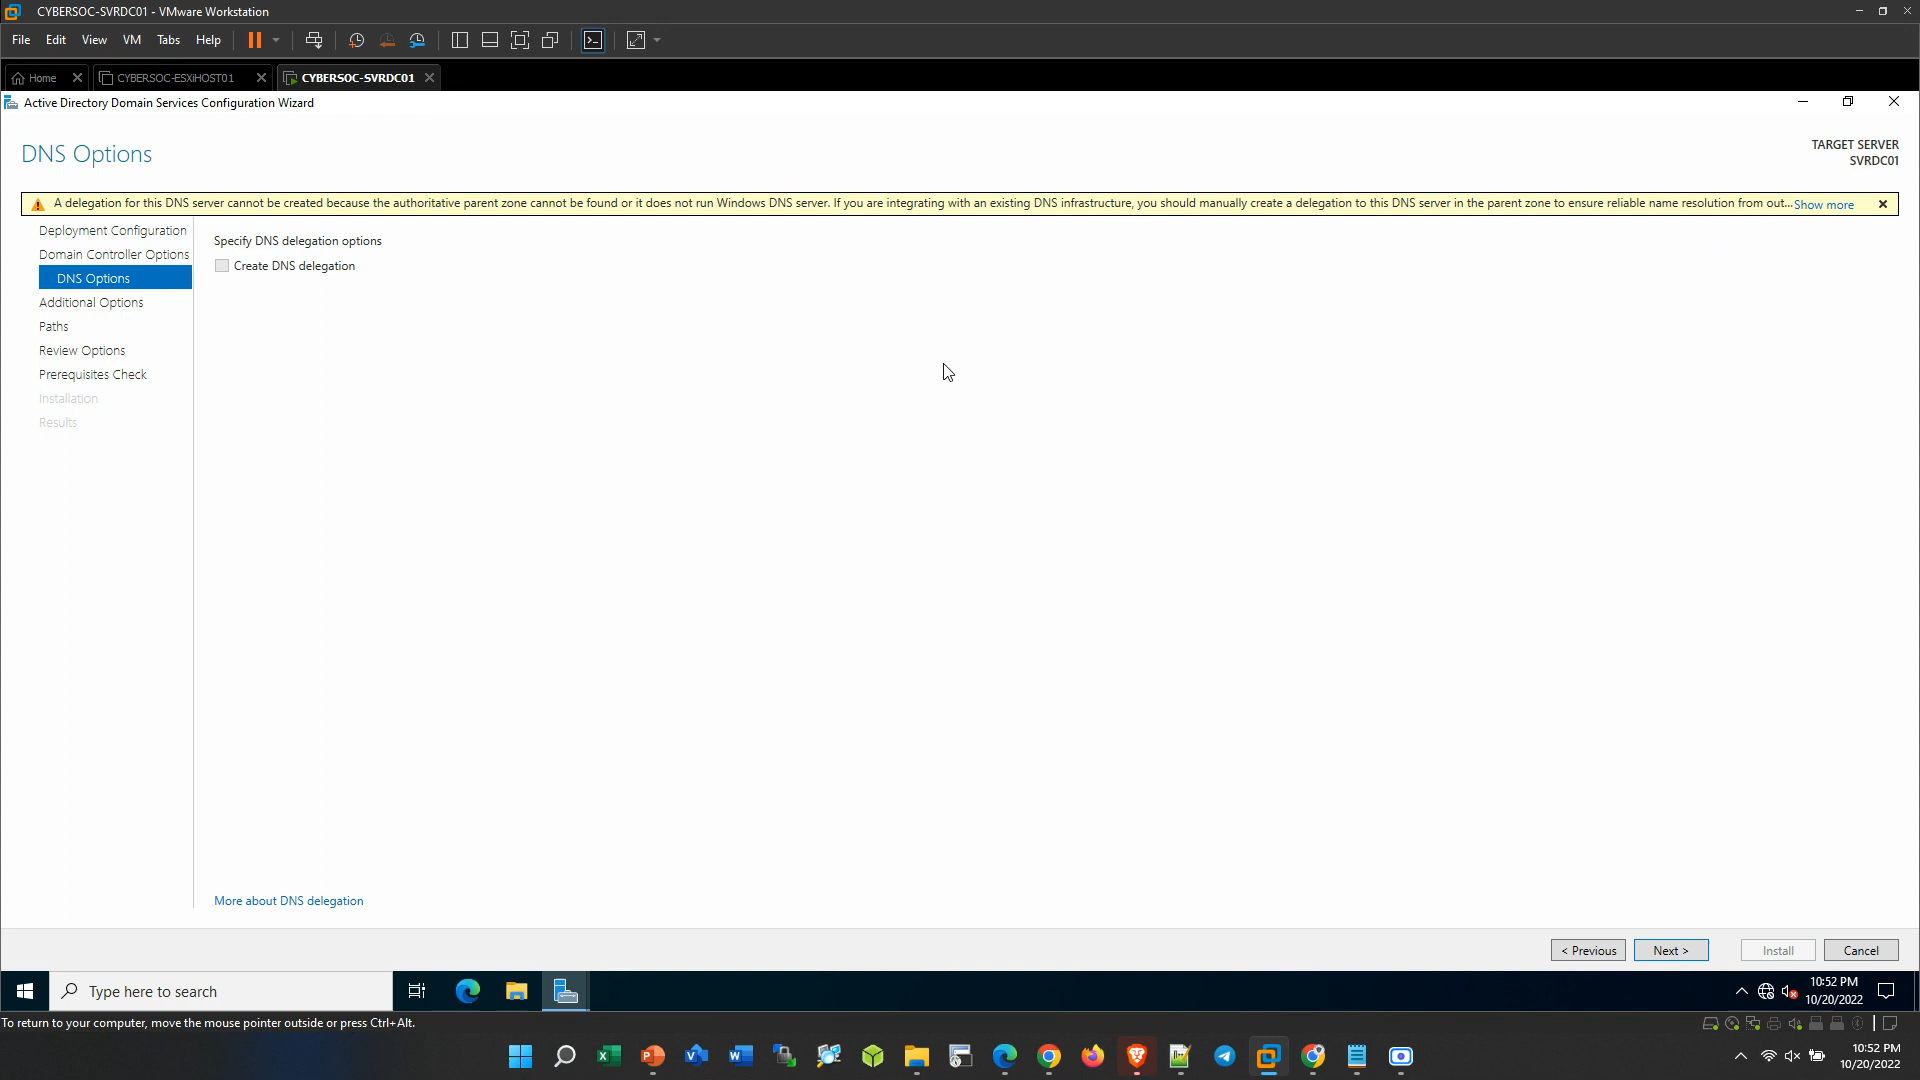 CYBERSOC-SVRDC01 - VMware Workstation
File Edit View VM Tabs Help
Home CYBERSOC-ESXiHOST01 CYBERSOC-SVRDC01
Active Directory Domain Services Configuration Wizard
DNS Options
TARGET SERVER
SVRDC01
A delegation for this DNS server cannot be created because the authoritative parent zone cannot be found or it does not run Windows DNS server. If you are integrating with an existing DNS infrastructure, you should manually create a delegation to this DNS server in the parent zone to ensure reliable name resolution from out... Show more
Deployment Configuration
Domain Controller Options
DNS Options
Additional Options
Paths
Review Options
Prerequisites Check
Installation
Results
Specify DNS delegation options
Create DNS delegation
More about DNS delegation
< Previous Next > Install Cancel
Type here to search
10:52 PM
10/20/2022
To return to your computer, move the mouse pointer outside or press Ctrl+Alt.
10:52 PM
10/20/2022